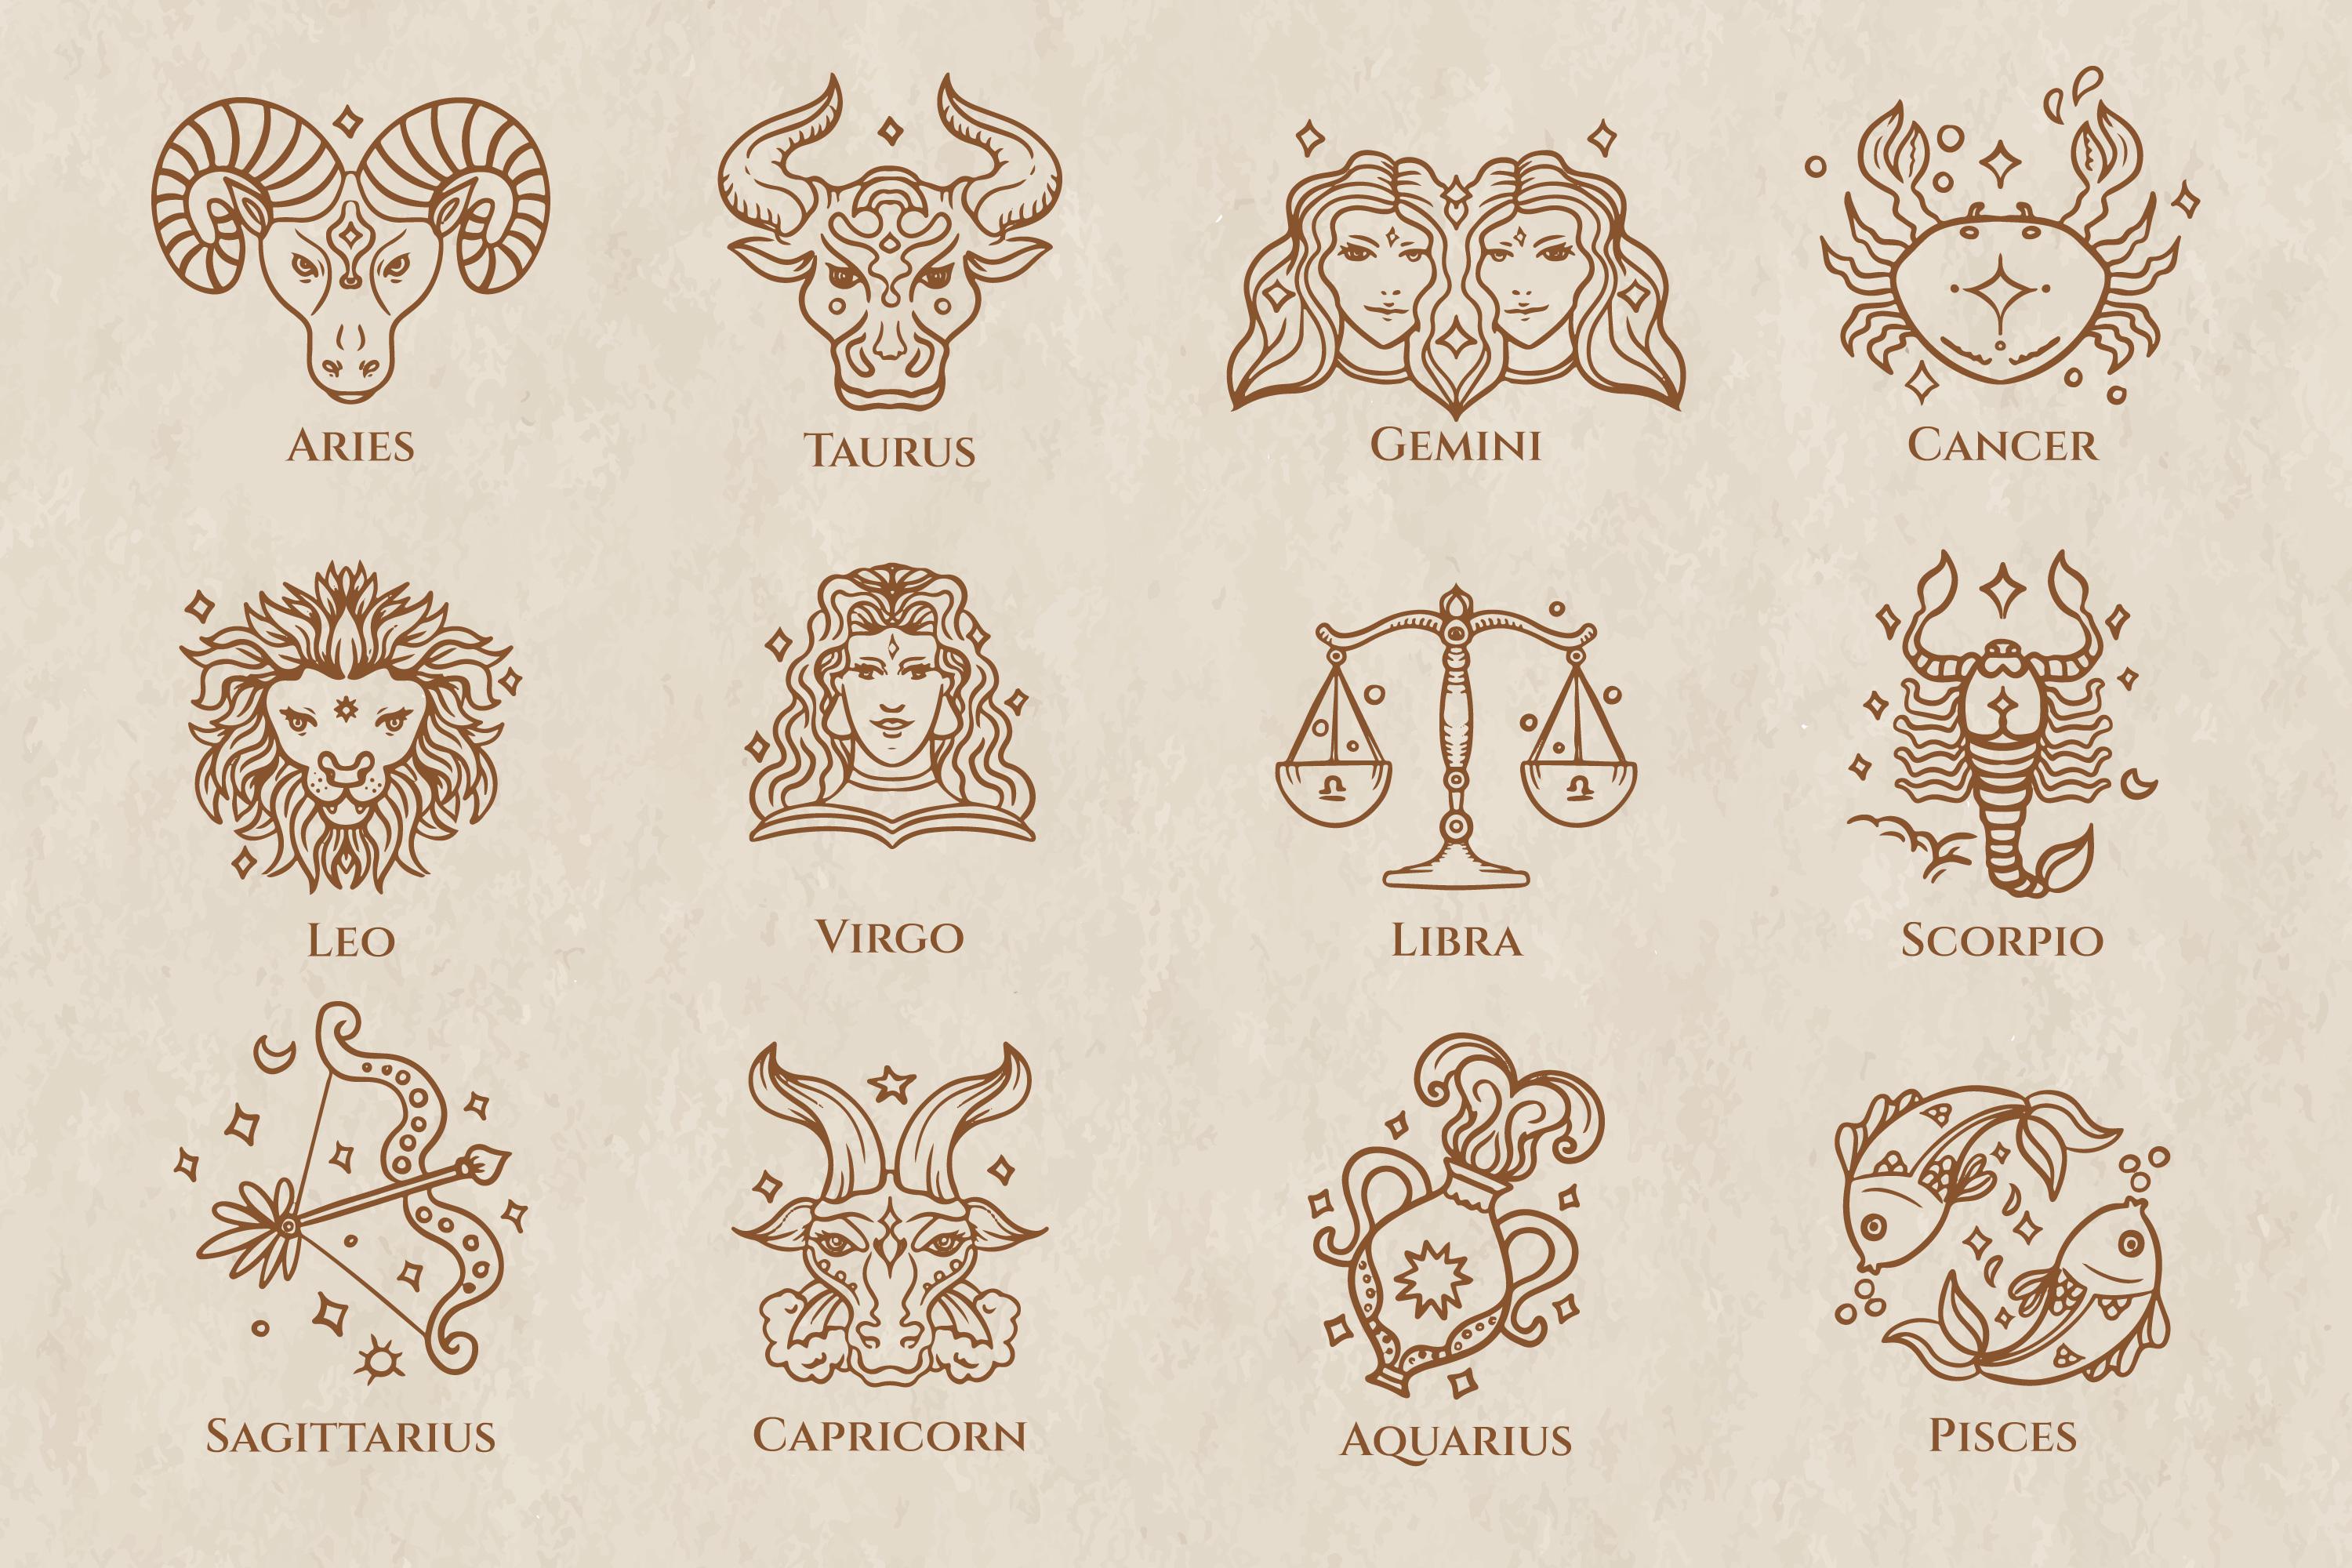 Aries
Taurus
Gemini
Cancer
Leo
Virgo
Libra
Scorpio
Sagittarius
Capricorn
Aquarius
Pisces